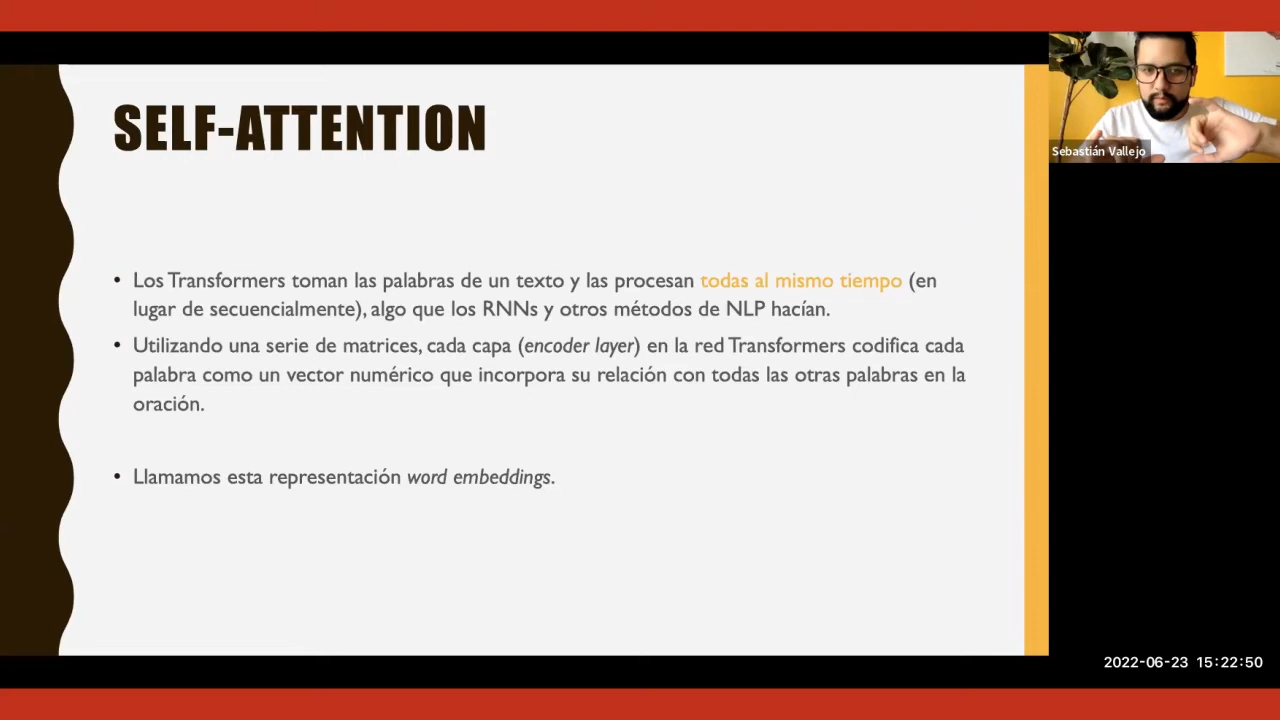 SELF-ATTENTION
• Los Transformers toman las palabras de un texto y las procesan todas al mismo tiempo (en
lugar de secuencialmente), algo que los RNNs y otros métodos de NLP hacían.
• Utilizando una serie de matrices, cada capa (encoder layer) en la red Transformers codifica cada
palabra como un vector numérico que incorpora su relación con todas las otras palabras en la
oración.
• Llamamos esta representación word embeddings.
Sebastián Vallejo
2022-06-23 15:22:50